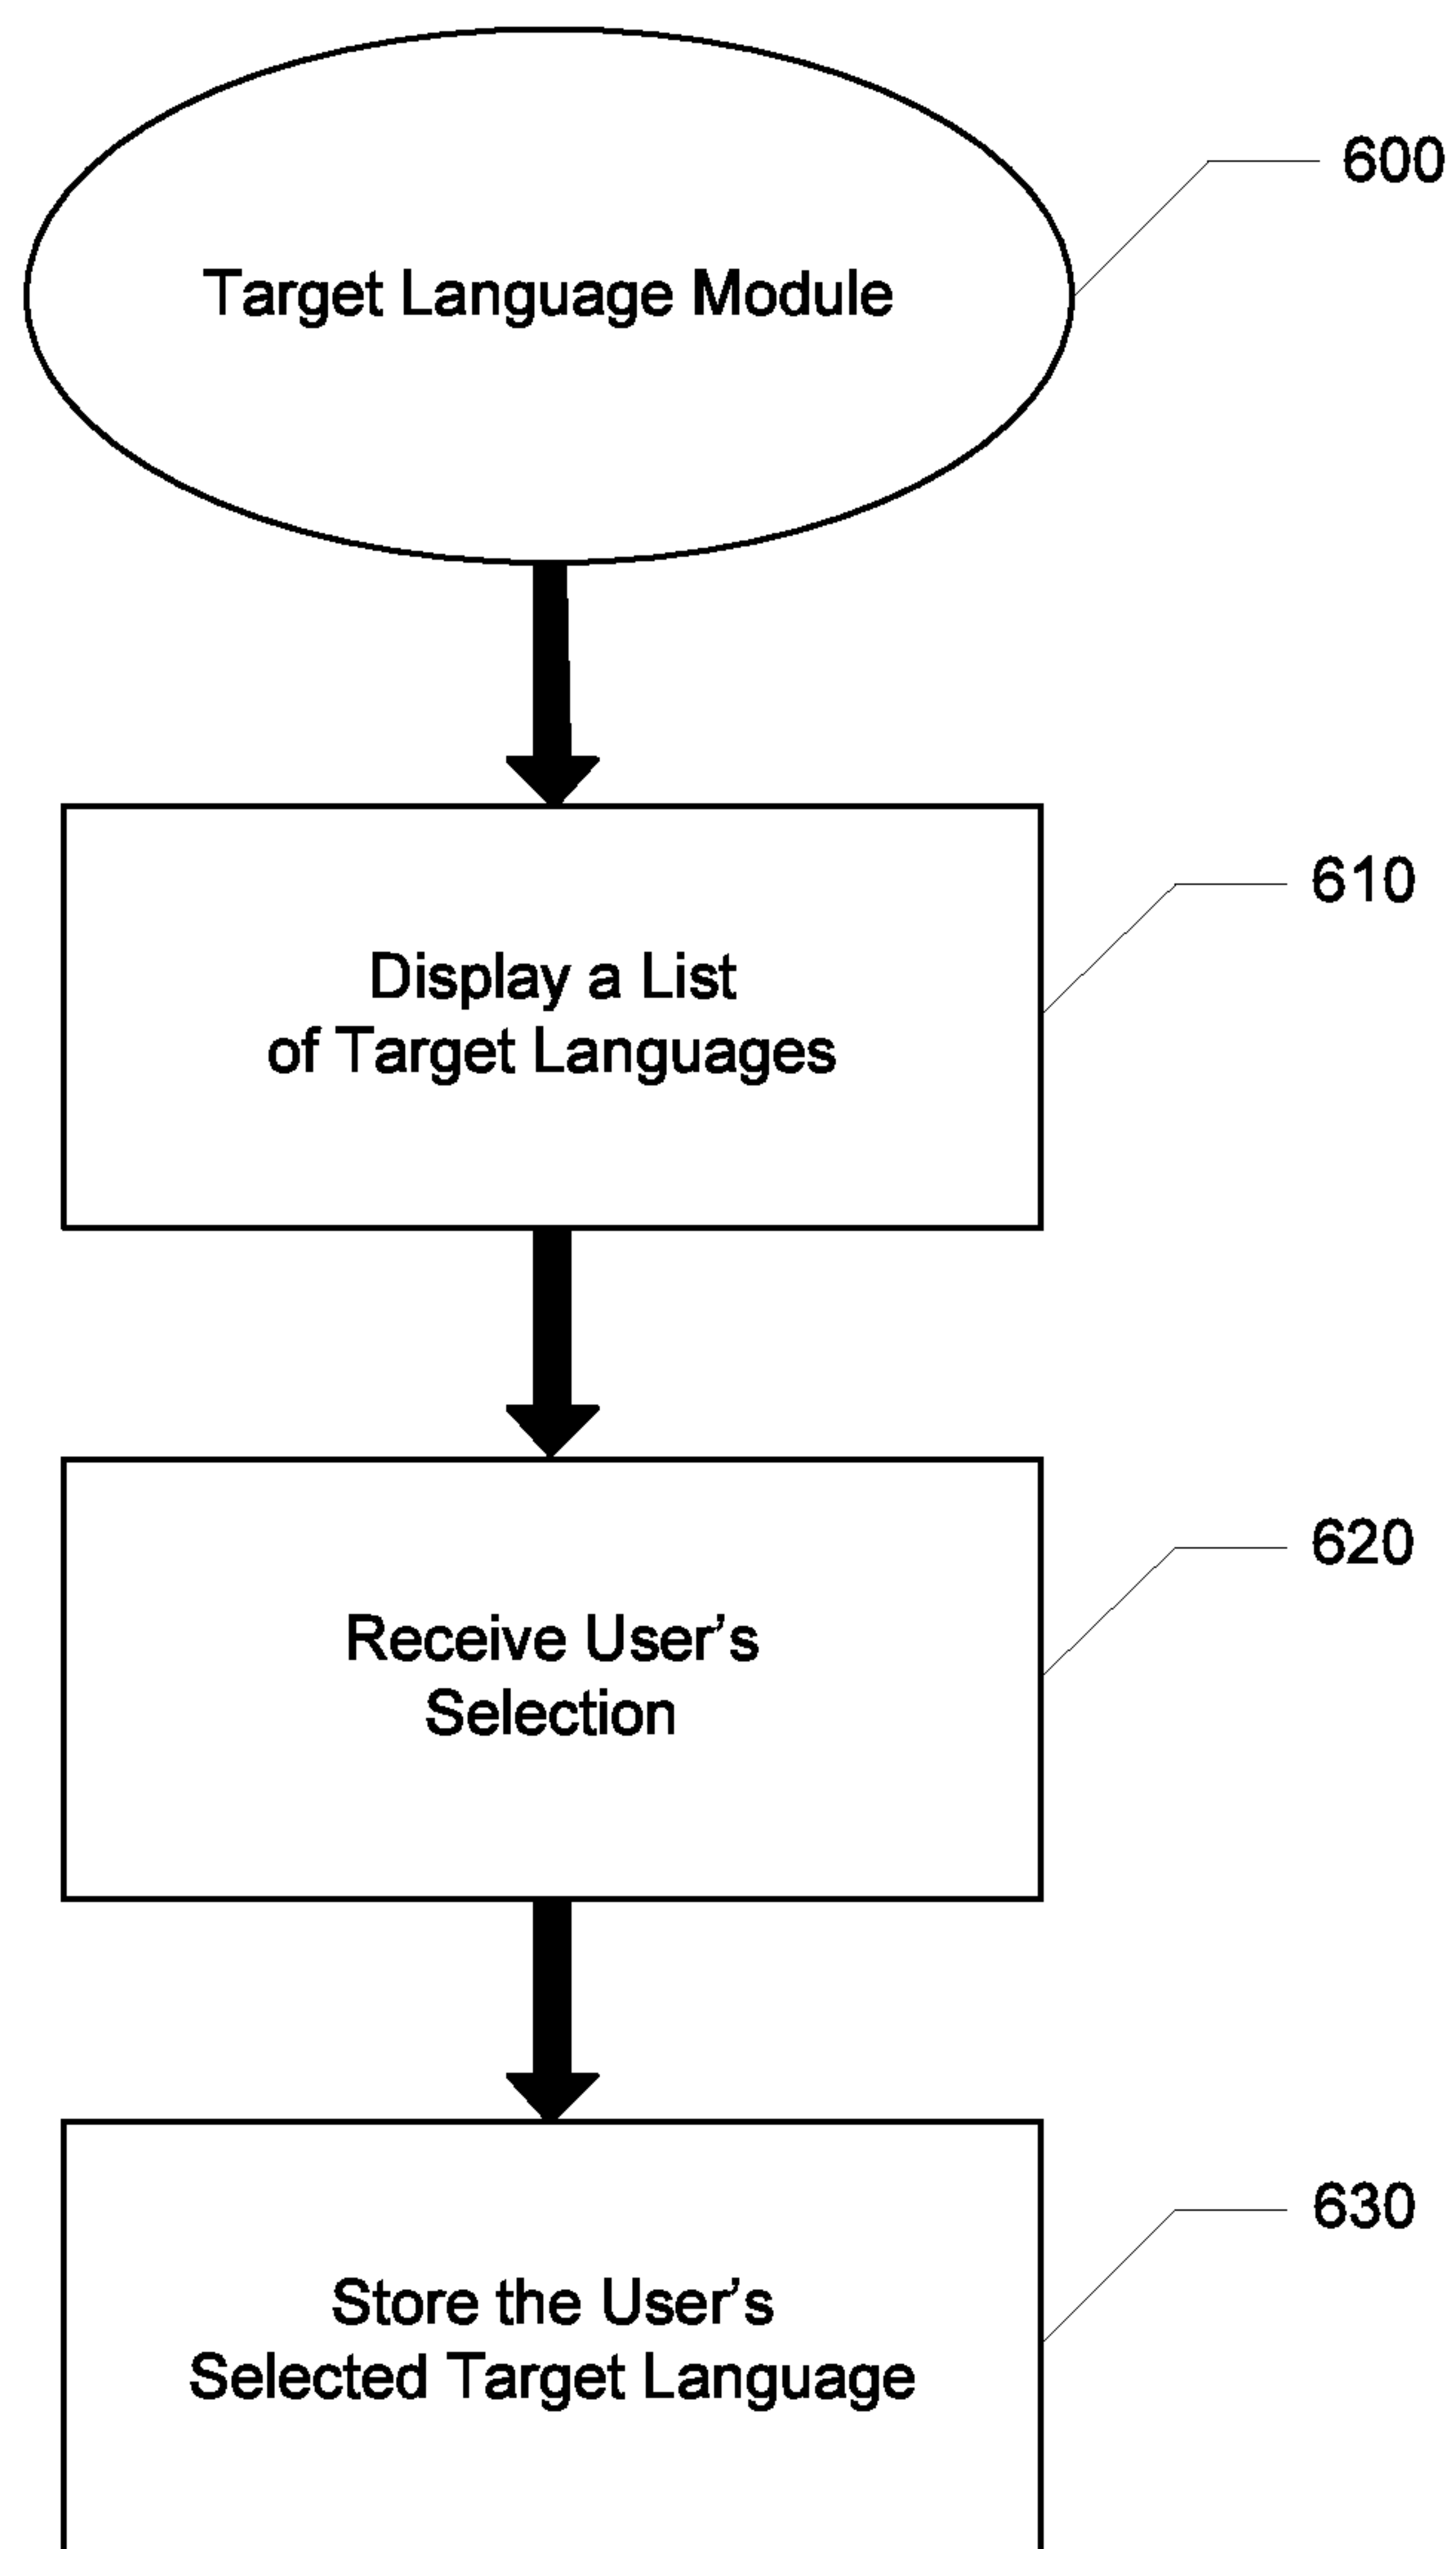 600
Target Language Module
610
Display a List
of Target Languages
620
Receive User’s
Selection
630
Store the User’s
Selected Target Language